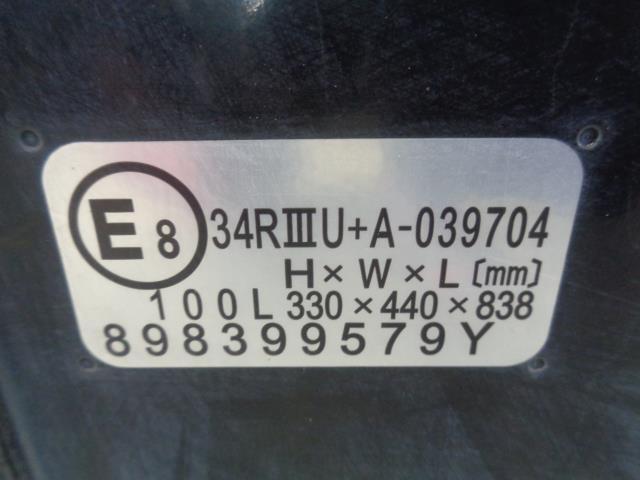 E 8 34RⅢU+A-039704
H× W × L〔mm〕
100L 330×440×838
898399579Y